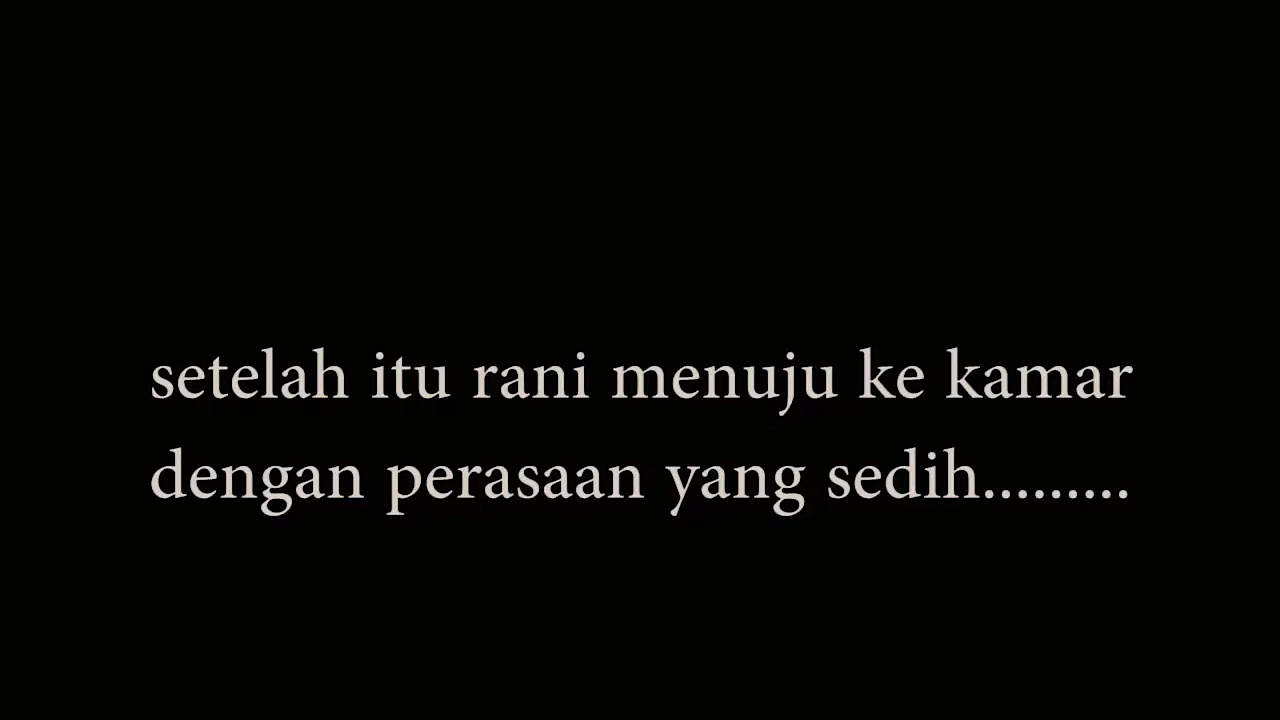 setelah itu rani menuju ke kamar
dengan perasaan yang sedih.........